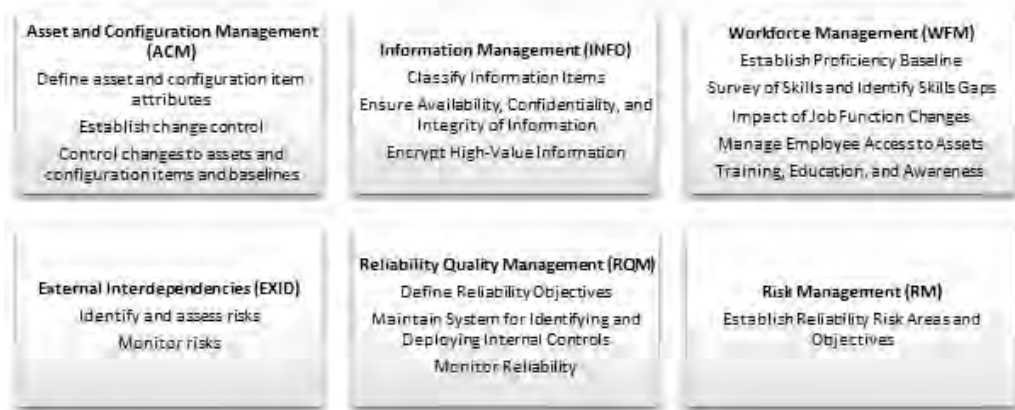 Asset and Configuration Management
(ACM)
Define asset and configuration item
attributes
Establish change control
Control changes to assets and
configuration items and baselines
Information Management (INFO)
Classify Information Items
Ensure Availability, Confidentiality, and
Integrity of Information
Encrypt High-Value Information
Workforce Management (WFM)
Establish Proficiency Baseline
Survey of Skills and Identify Skills Gaps
Impact of Job Function Changes
Manage Employee Access to Assets
Training, Education, and Awareness
External Interdependencies (EXID)
Identify and assess risks
Monitor risks
Reliability Quality Management (RQM)
Define Reliability Objectives
Maintain System for Identifying and
Deploying Internal Controls
Monitor Reliability
Risk Management (RM)
Establish Reliability Risk Areas and
Objectives